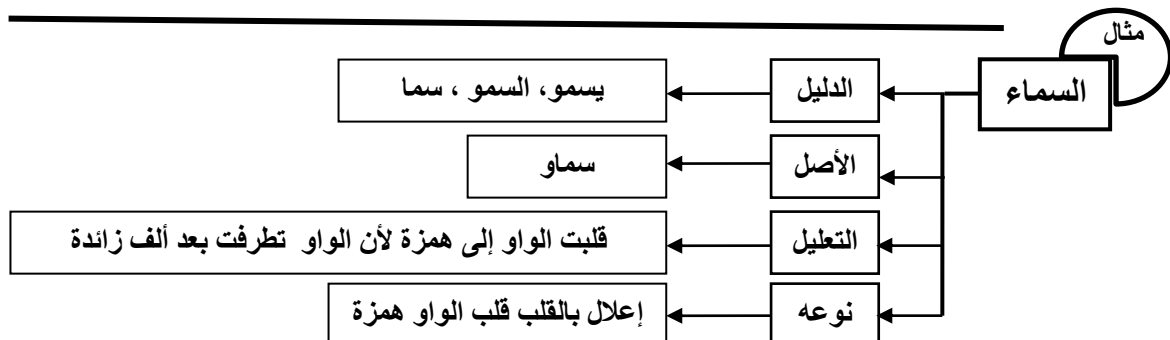 مثال
السماء
الدليل
يسمو، السمو ، سما
الأصل
سماو
التعليل
قلبت الواو إلى همزة لأن الواو تطرفت بعد ألف زائدة
نوعه
إعلال بالقلب قلب الواو همزة